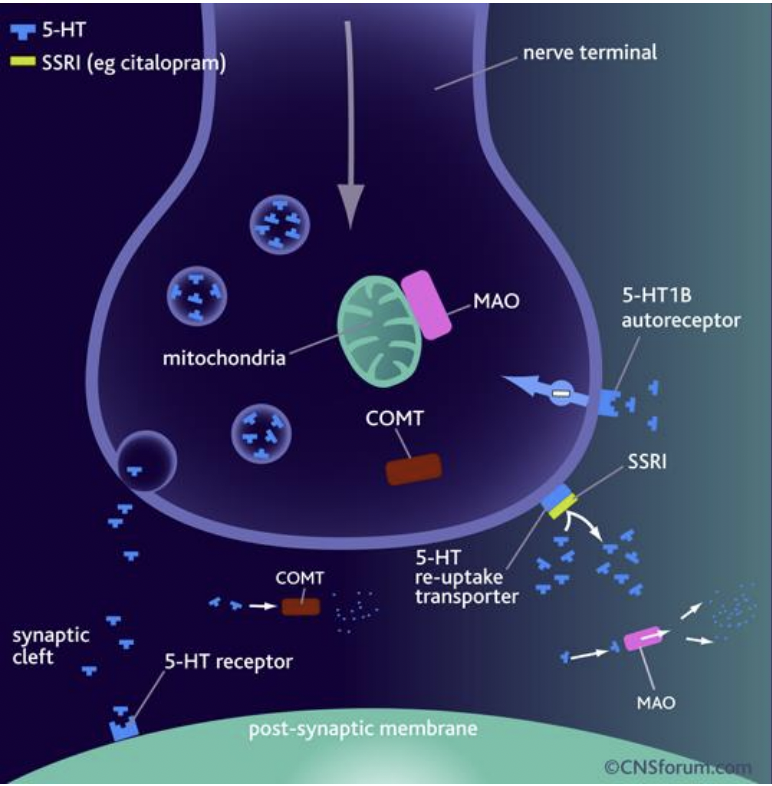 5-HT
SSRI (eg citalopram)
nerve terminal
MAO
5-HT1B
autoreceptor
mitochondria
COMT
SSRI
5-HT
re-uptake
transporter
COMT
synaptic
cleft
5-HT receptor
MAO
post-synaptic membrane
©CNSforum.com